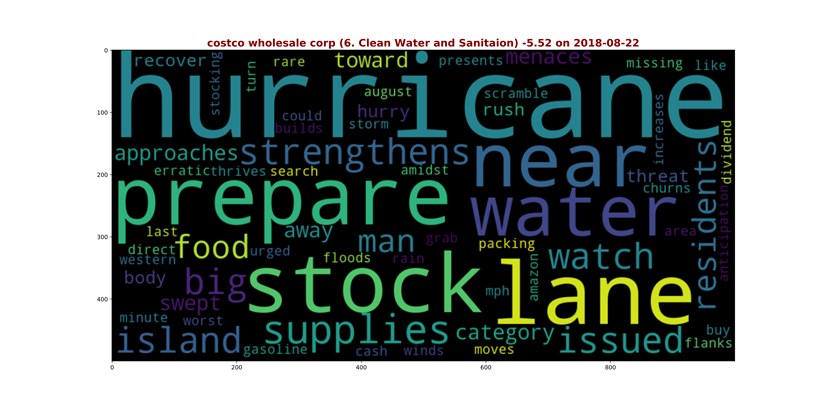 costco wholesale corp (6. Clean Water and Sanitaion) -5.52 on 2018-08-22
0
100
200
300
400
0 200 400 600 800
recover stocking turn rare toward presents menaces missing like
hurricane
august could hurry scramble rush
builds storm increases dividend
approaches strengthens near residents
erratic thrives search amidst threat churns
prepare water
last away man grab packing area anticipation
direct food urged floods rain watch
western body big stock mph amazon lane
swept
minute worst supplies category issued buy
island gasoline cash winds moves flanks